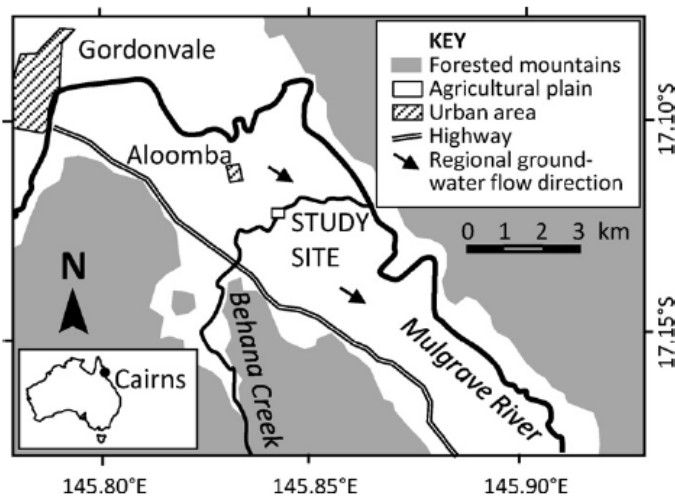 Gordonvale
Aloomba
STUDY
SITE
KEY
Forested mountains
Agricultural plain
Urban area
Highway
Regional ground-
water flow direction
0 1 2 3 km
N
Behana Creek
Mulgrave River
Cairns
17.10°S
17.15°S
145.80°E
145.85°E
145.90°E